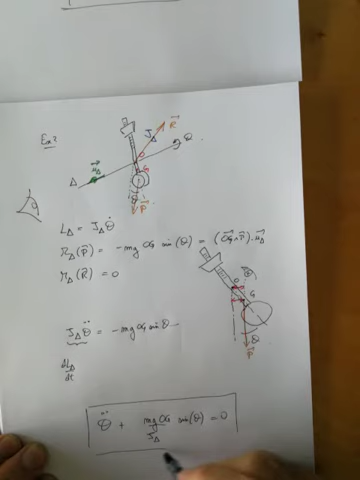 Ex 2
R
J_Δ
θ
O
u_Δ
G
Δ
θ
P
L_Δ = J_Δ θ̇
M_Δ(P⃗) = -mg OG sin(θ) = (OG⃗ ∧ P⃗).u⃗_Δ
M_Δ(R⃗) = 0
θ
O
G
J_Δ θ̈ = -mg OG sin θ
θ
P⃗
dL_Δ/dt
θ̈ + mg OG/J_Δ sin(θ) = 0